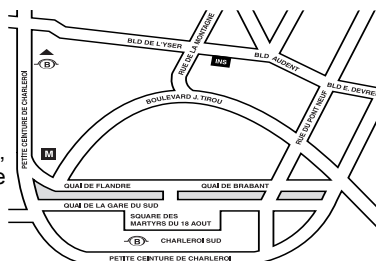 BLD DE L'YSER
RUE DE LA MONTAGNE
INS
BLD AUDENT
BLD E. DEVRE
B
PETITE CEINTURE DE CHARLEROI
BOULEVARD J. TIROU
RUE DU PONT NEUF
M
,
e
QUAI DE FLANDRE
QUAI DE BRABANT
QUAI DE LA GARE DU SUD
SQUARE DES
MARTYRS DU 18 AOUT
B
CHARLEROI SUD
PETITE CEINTURE DE CHARLEROI